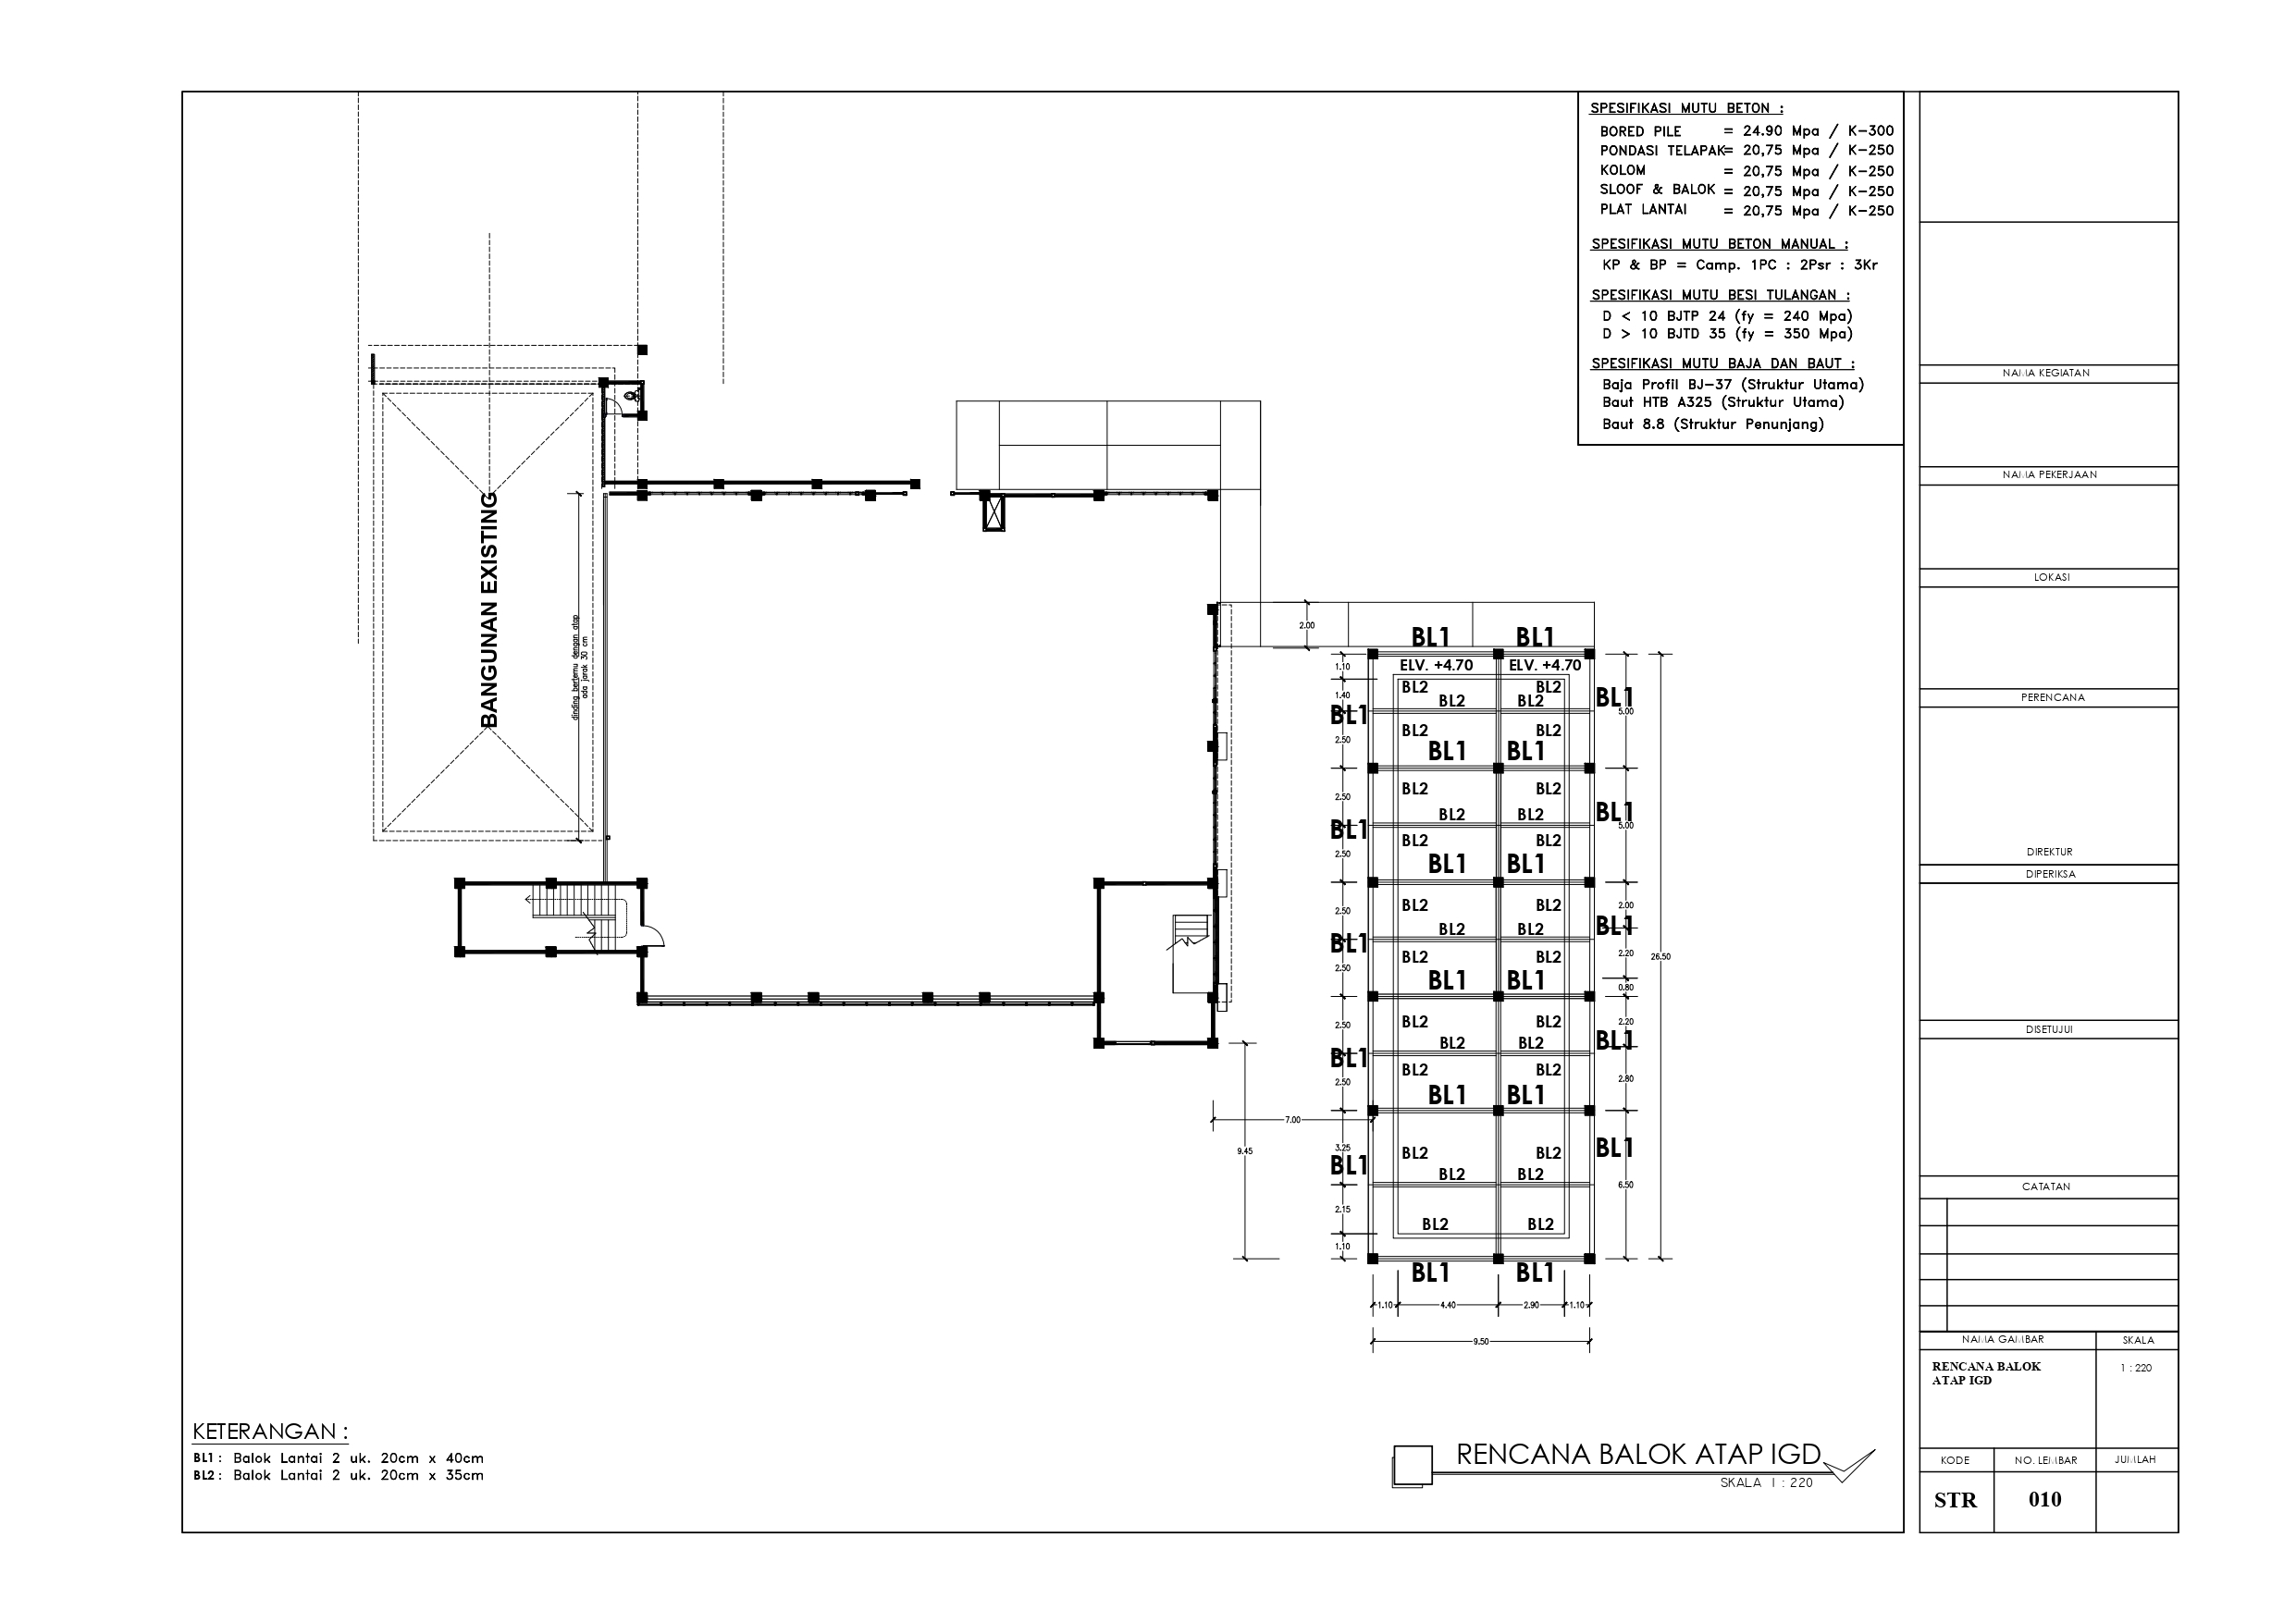 SPESIFIKASI MUTU BETON :
BORED PILE = 24.90 Mpa / K-300
PONDASI TELAPAK= 20,75 Mpa / K-250
KOLOM = 20,75 Mpa / K-250
SLOOF & BALOK = 20,75 Mpa / K-250
PLAT LANTAI = 20,75 Mpa / K-250
SPESIFIKASI MUTU BETON MANUAL :
KP & BP = Camp. 1PC : 2Psr : 3Kr
SPESIFIKASI MUTU BESI TULANGAN :
D < 10 BJTP 24 (fy = 240 Mpa)
D > 10 BJTD 35 (fy = 350 Mpa)
SPESIFIKASI MUTU BAJA DAN BAUT :
Baja Profil BJ-37 (Struktur Utama)
Baut HTB A325 (Struktur Utama)
Baut 8.8 (Struktur Penunjang)
BANGUNAN EXISTING
dinding bertemu dengan atap
ada jarak 30 cm
2.00
BL1 BL1
1.10 ELV. +4.70 ELV. +4.70
BL2 BL2
1.40 BL2 BL2 BL1
BL1 5.00
2.50 BL2 BL2
BL1 BL1
BL2 BL2
2.50
BL2 BL2 BL1
BL1 5.00
2.50 BL2 BL2
BL1 BL1
2.50 BL2 BL2 2.00
BL2 BL2 BL1
BL1
2.50 BL2 BL2 2.20 26.50
BL1 BL1 0.80
2.50 BL2 BL2 2.20
BL2 BL2 BL1
BL1
2.50 BL2 BL2 2.80
BL1 BL1
7.00
9.45
3.25 BL2 BL2 BL1
BL1 BL2 BL2
6.50
2.15
BL2 BL2
1.10
BL1 BL1
1.10 4.40 2.90 1.10
9.50
KETERANGAN :
BL1 : Balok Lantai 2 uk. 20cm x 40cm
BL2 : Balok Lantai 2 uk. 20cm x 35cm
RENCANA BALOK ATAP IGD
SKALA 1 : 220
NAMA KEGIATAN
NAMA PEKERJAAN
LOKASI
PERENCANA
DIREKTUR
DIPERIKSA
DISETUJUI
CATATAN
NAMA GAMBAR SKALA
RENCANA BALOK 1 : 220
ATAP IGD
KODE NO. LEMBAR JUMLAH
STR 010